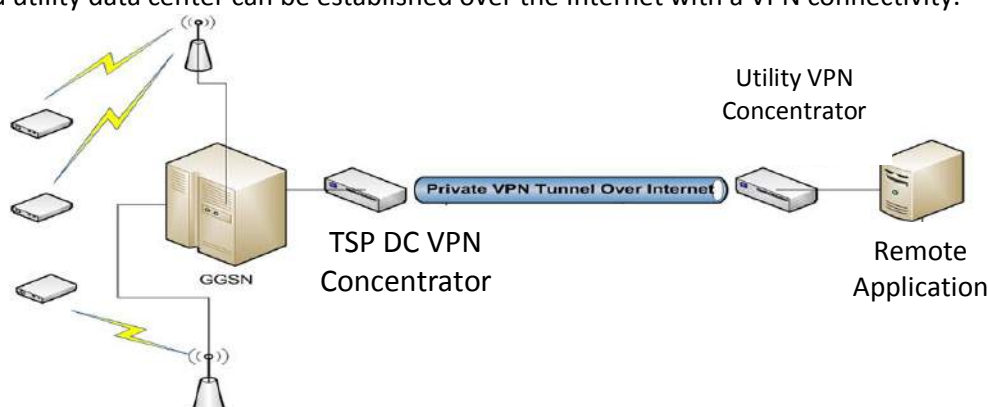 utility data center can be established over the Internet with a VPN connectivity.
Utility VPN
Concentrator
Private VPN Tunnel Over Internet
TSP DC VPN
Concentrator
GGSN
Remote
Application